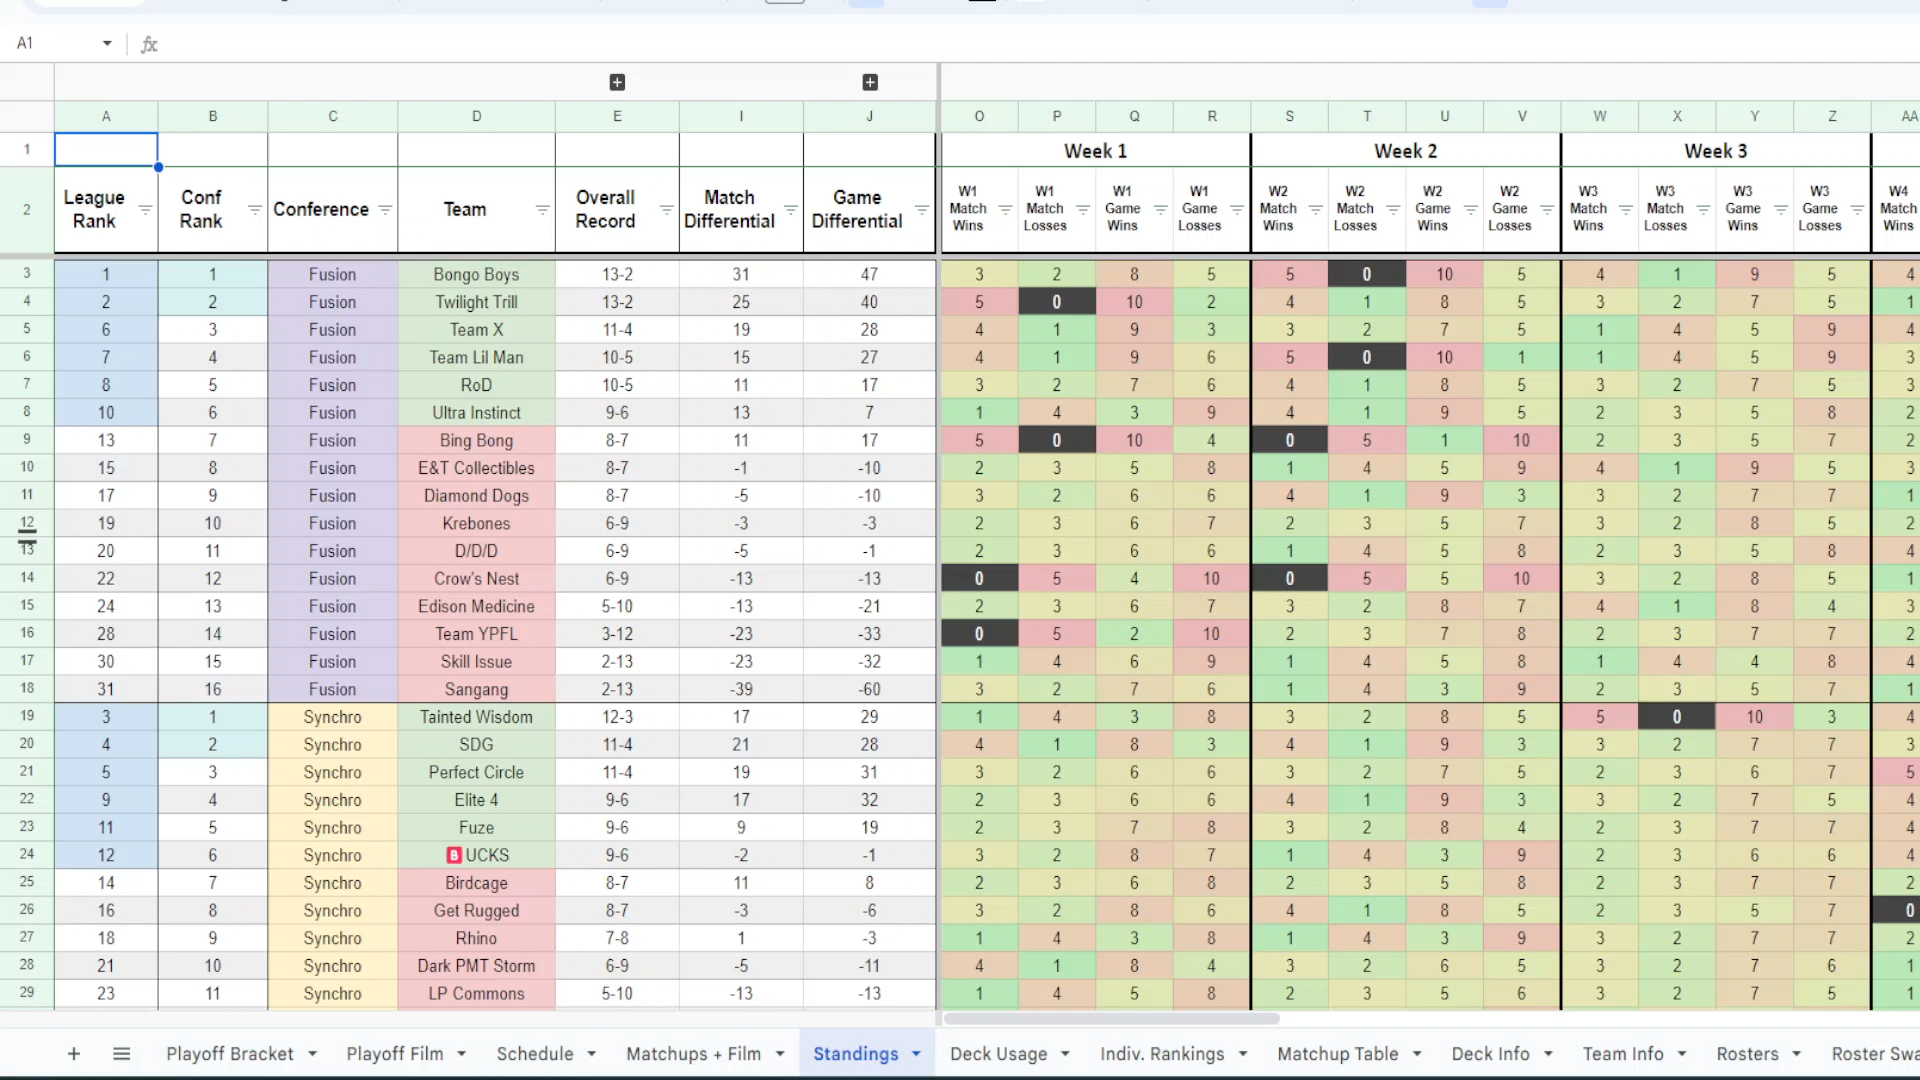 A1 fx
A B C D E I J O P Q R S T U V W X Y Z AA
1 Week 1 Week 2 Week 3
2 League Rank Conf Rank Conference Team Overall Record Match Differential Game Differential W1 Match Wins W1 Match Losses W1 Game Wins W1 Game Losses W2 Match Wins W2 Match Losses W2 Game Wins W2 Game Losses W3 Match Wins W3 Match Losses W3 Game Wins W3 Game Losses W4 Match Wins
3 1 1 Fusion Bongo Boys 13-2 31 47 3 2 8 5 5 0 10 5 4 1 9 5 4
4 2 2 Fusion Twilight Trill 13-2 25 40 5 0 10 2 4 1 8 5 3 2 7 5 1
5 6 3 Fusion Team X 11-4 19 28 4 1 9 3 3 2 7 5 1 4 5 9 4
6 7 4 Fusion Team Lil Man 10-5 15 27 4 1 9 6 5 0 10 1 1 4 5 9 3
7 8 5 Fusion RoD 10-5 11 17 3 2 7 6 4 1 8 5 3 2 7 5 3
8 10 6 Fusion Ultra Instinct 9-6 13 7 1 4 3 9 4 1 9 5 2 3 5 8 2
9 13 7 Fusion Bing Bong 8-7 11 17 5 0 10 4 0 5 1 10 2 3 5 7 2
10 15 8 Fusion E&T Collectibles 8-7 -1 -10 2 3 5 8 1 4 5 9 4 1 9 5 3
11 17 9 Fusion Diamond Dogs 8-7 -5 -10 3 2 6 6 4 1 9 3 3 2 7 7 1
12 19 10 Fusion Krebones 6-9 -3 -3 2 3 6 7 2 3 5 7 3 2 8 5 2
13 20 11 Fusion D/D/D 6-9 -5 -1 2 3 6 6 1 4 5 8 2 3 5 8 4
14 22 12 Fusion Crow's Nest 6-9 -13 -13 0 5 4 10 0 5 5 10 3 2 8 5 1
15 24 13 Fusion Edison Medicine 5-10 -13 -21 2 3 6 7 3 2 8 7 4 1 8 4 3
16 28 14 Fusion Team YPFL 3-12 -23 -33 0 5 2 10 2 3 7 8 2 3 7 7 2
17 30 15 Fusion Skill Issue 2-13 -23 -32 1 4 6 9 1 4 5 8 1 4 4 8 4
18 31 16 Fusion Sangang 2-13 -39 -60 3 2 7 6 1 4 3 9 2 3 5 7 1
19 3 1 Synchro Tainted Wisdom 12-3 17 29 1 4 3 8 3 2 8 5 5 0 10 3 4
20 4 2 Synchro SDG 11-4 21 28 4 1 8 3 4 1 9 3 3 2 7 7 3
21 5 3 Synchro Perfect Circle 11-4 19 31 3 2 6 6 3 2 7 5 2 3 6 7 5
22 9 4 Synchro Elite 4 9-6 17 32 2 3 6 6 4 1 9 3 3 2 7 5 4
23 11 5 Synchro Fuze 9-6 9 19 2 3 7 8 3 2 8 4 2 3 7 7 4
24 12 6 Synchro 🅱UCKS 9-6 -2 -1 3 2 8 7 1 4 3 9 2 3 6 6 4
25 14 7 Synchro Birdcage 8-7 11 8 2 3 6 8 2 3 5 8 2 3 7 7 2
26 16 8 Synchro Get Rugged 8-7 -3 -6 3 2 8 6 4 1 8 5 2 3 5 7 0
27 18 9 Synchro Rhino 7-8 1 -3 1 4 3 8 1 4 3 9 3 2 7 7 2
28 21 10 Synchro Dark PMT Storm 6-9 -5 -11 4 1 8 4 3 2 6 5 3 2 7 6 1
29 23 11 Synchro LP Commons 5-10 -13 -13 1 4 5 8 2 3 5 6 3 2 7 5 1
Playoff Bracket Playoff Film Schedule Matchups + Film Standings Deck Usage Indiv. Rankings Matchup Table Deck Info Team Info Rosters Roster Swa